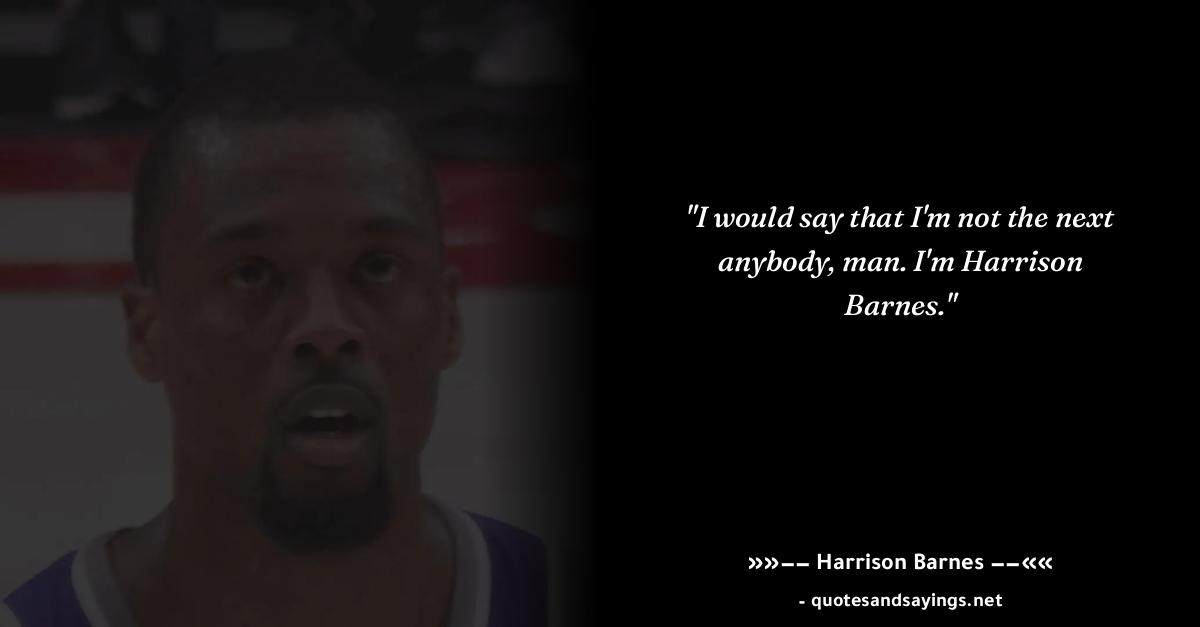 "I would say that I'm not the next
anybody, man. I'm Harrison
Barnes."
»»–– Harrison Barnes ––««
- quotesandsayings.net